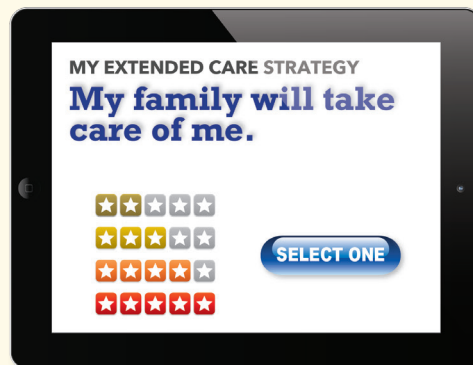 MY EXTENDED CARE STRATEGY
My family will take
care of me.
SELECT ONE